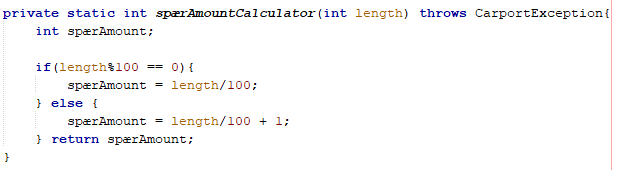 private static int spærAmountCalculator(int length) throws CarportException{
int spærAmount;
if(length%100 == 0){
spærAmount = length/100;
} else {
spærAmount = length/100 + 1;
} return spærAmount;
}